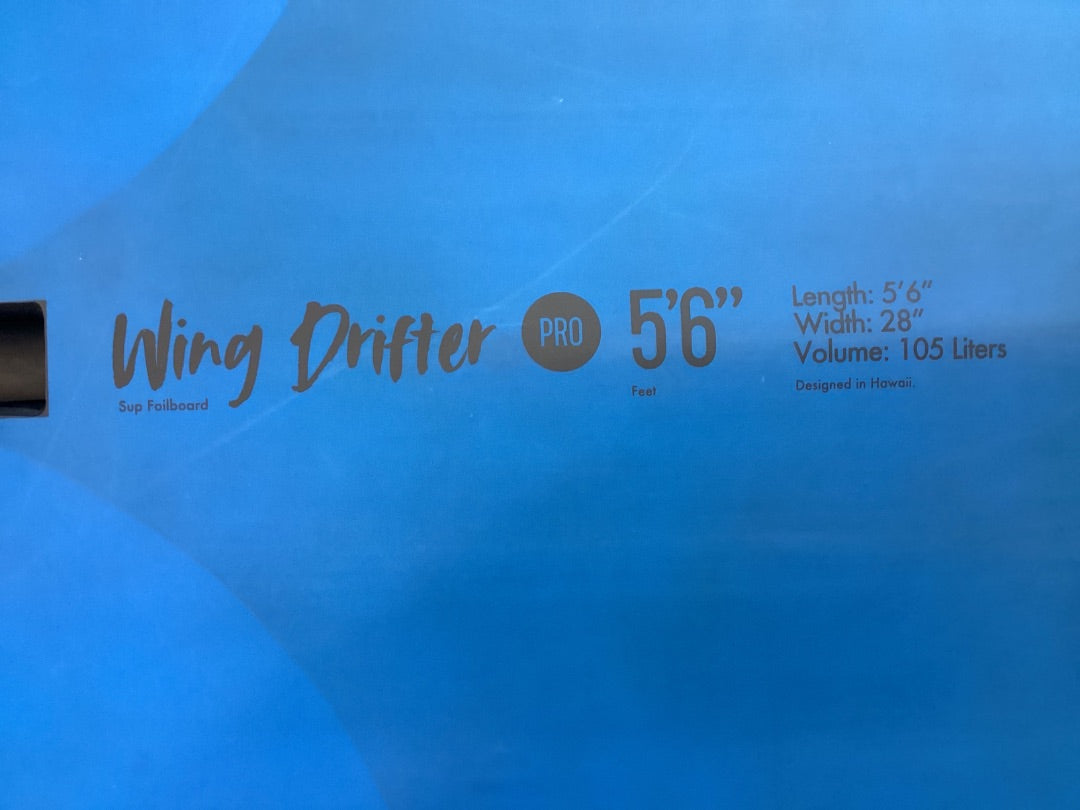 Wing Drifter PRO 5'6”
Sup Foilboard
Feet
Length: 5'6”
Width: 28”
Volume: 105 Liters
Designed in Hawaii.